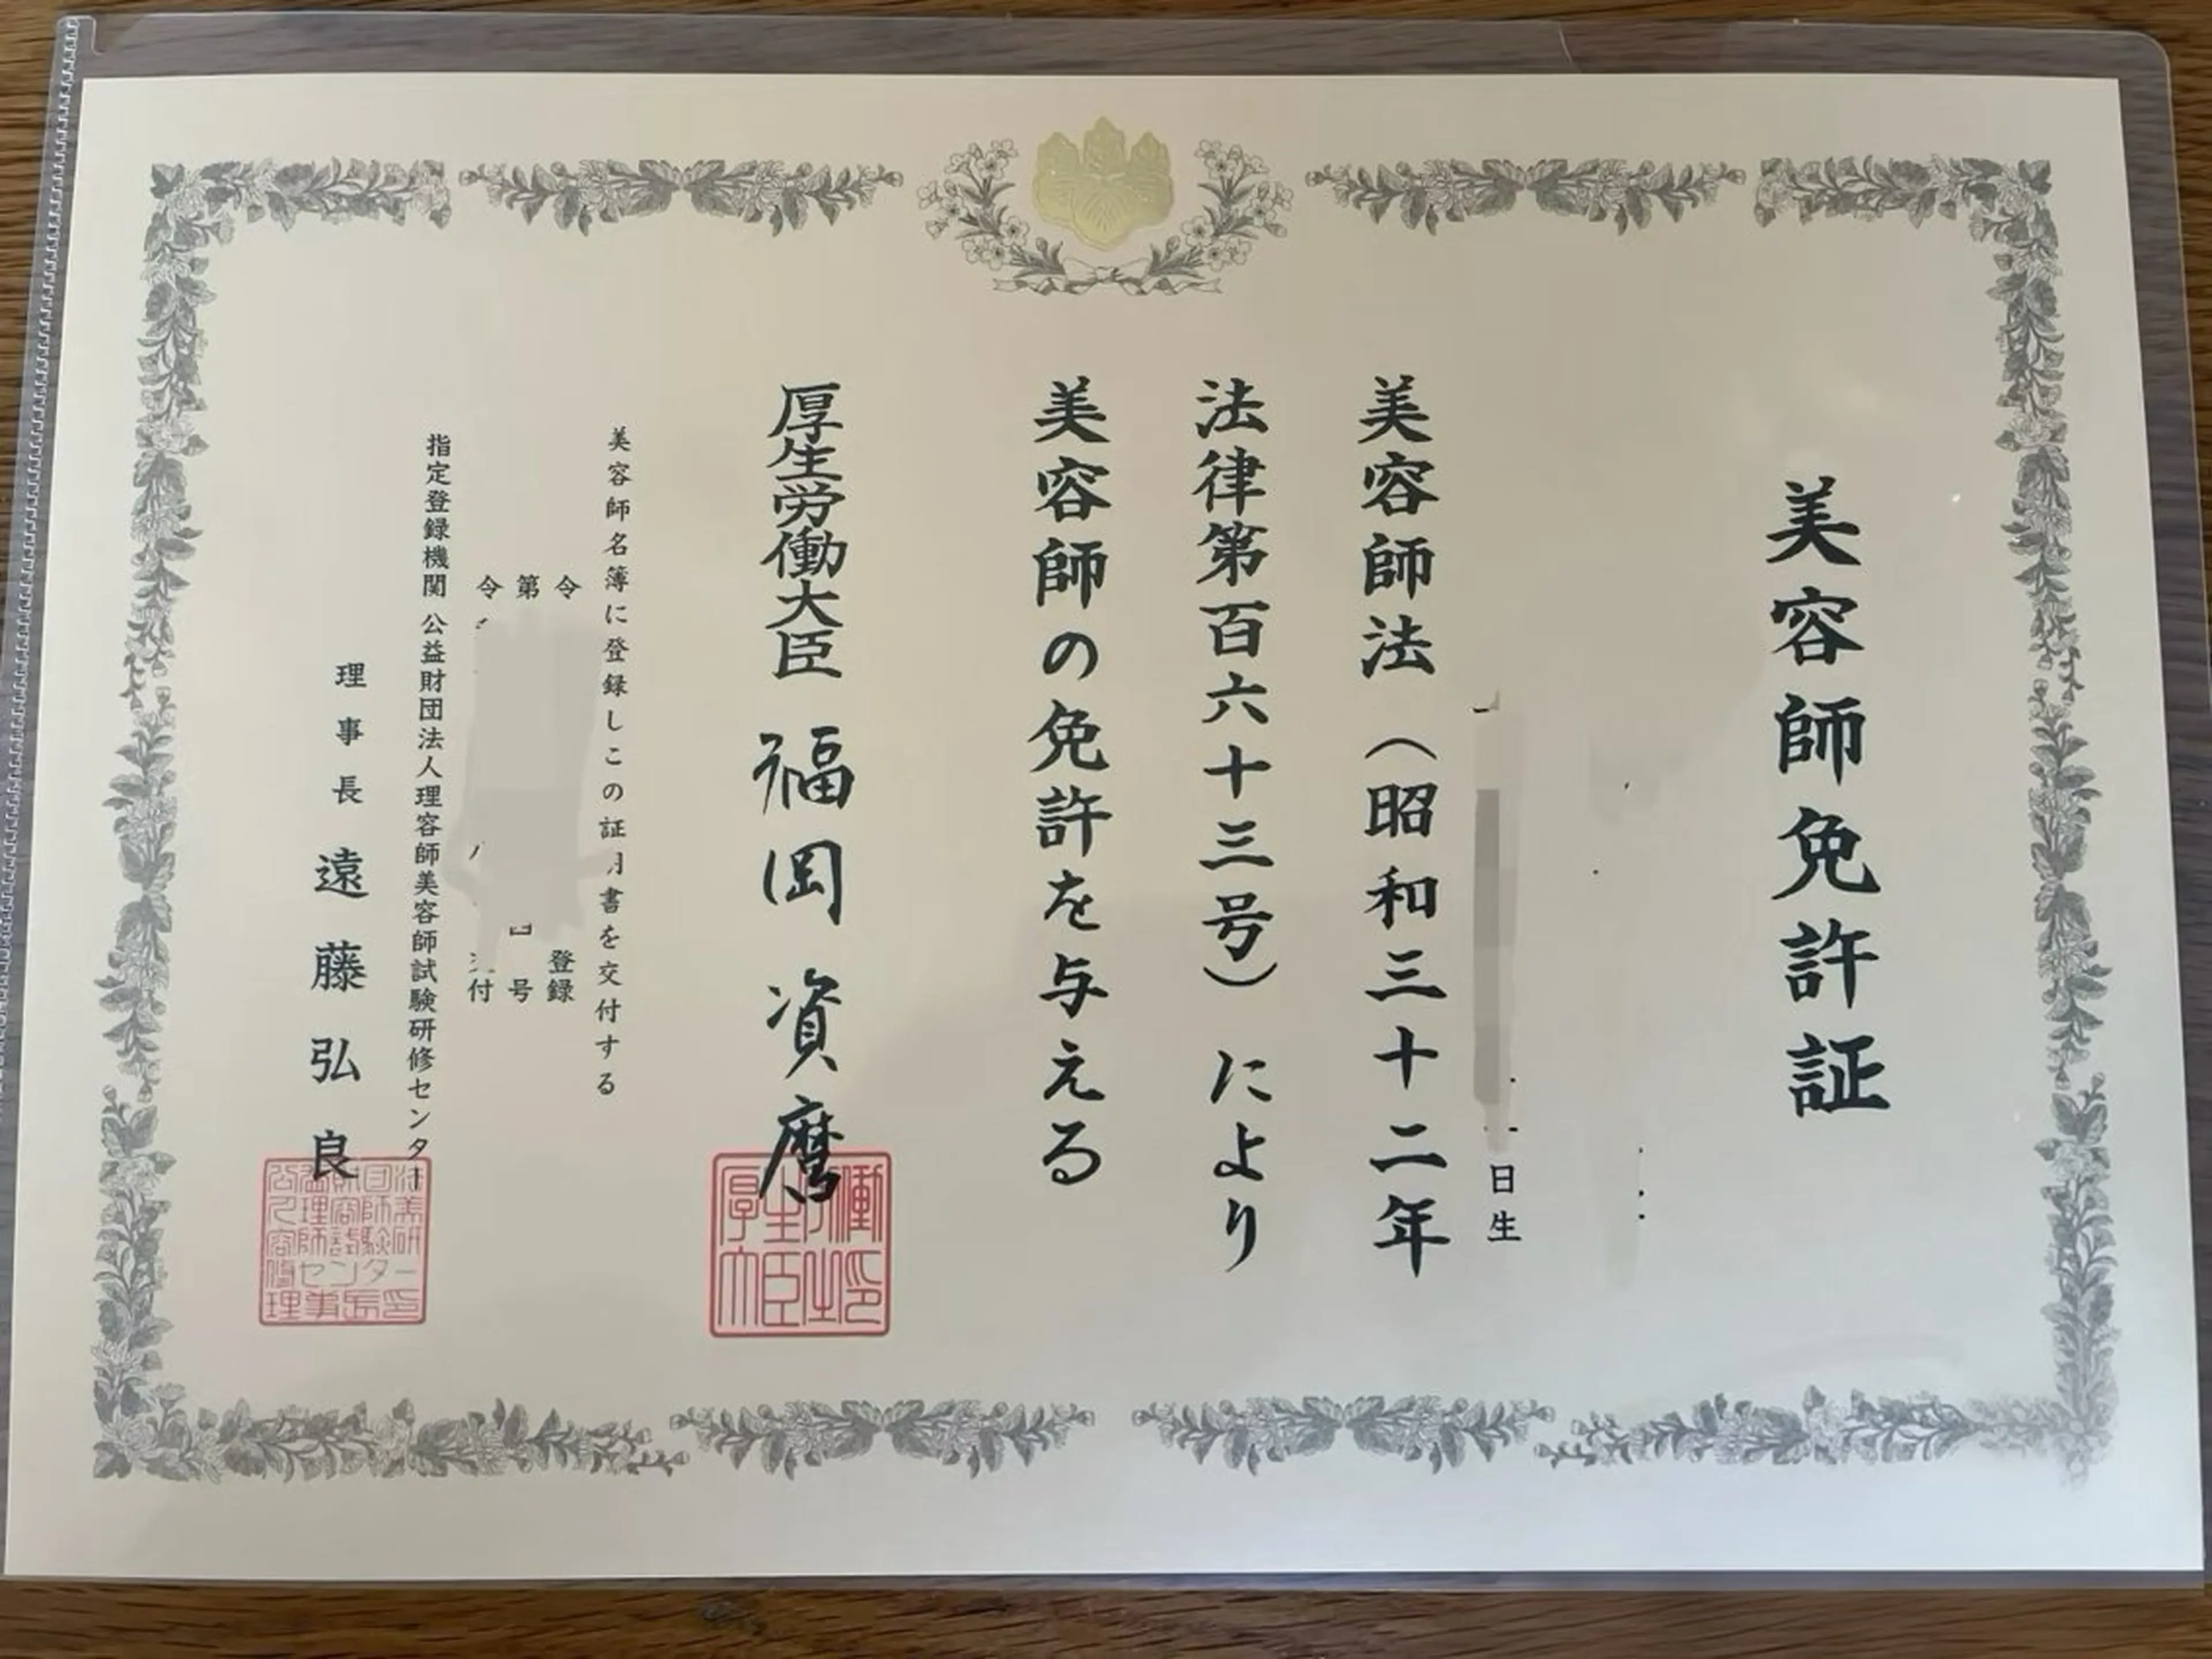 美容師免許証
日生
美容師法（昭和三十二年
法律第百六十三号）により
美容師の免許を与える
厚生労働大臣 福岡資麿
美容師名簿に登録しこの証明書を交付する
令 登録
第 号
令 交付
指定登録機関 公益財団法人理容師美容師試験研修センター
理事長 遠藤弘良